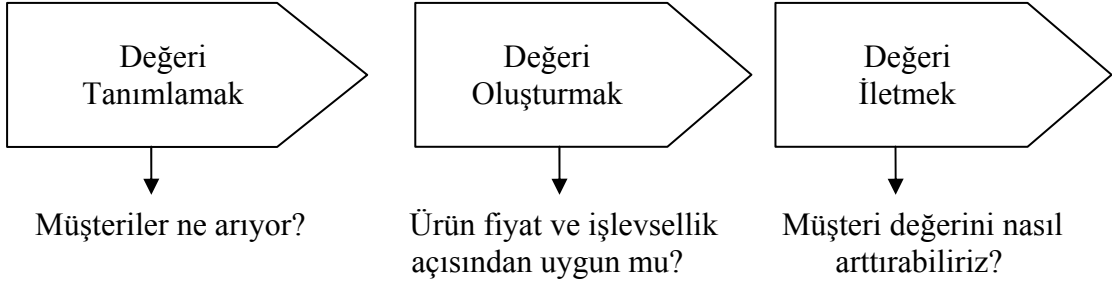 Değeri
Tanımlamak
Değeri
Oluşturmak
Değeri
İletmek
Müşteriler ne arıyor?
Ürün fiyat ve işlevsellik
açısından uygun mu?
Müşteri değerini nasıl
arttırabiliriz?